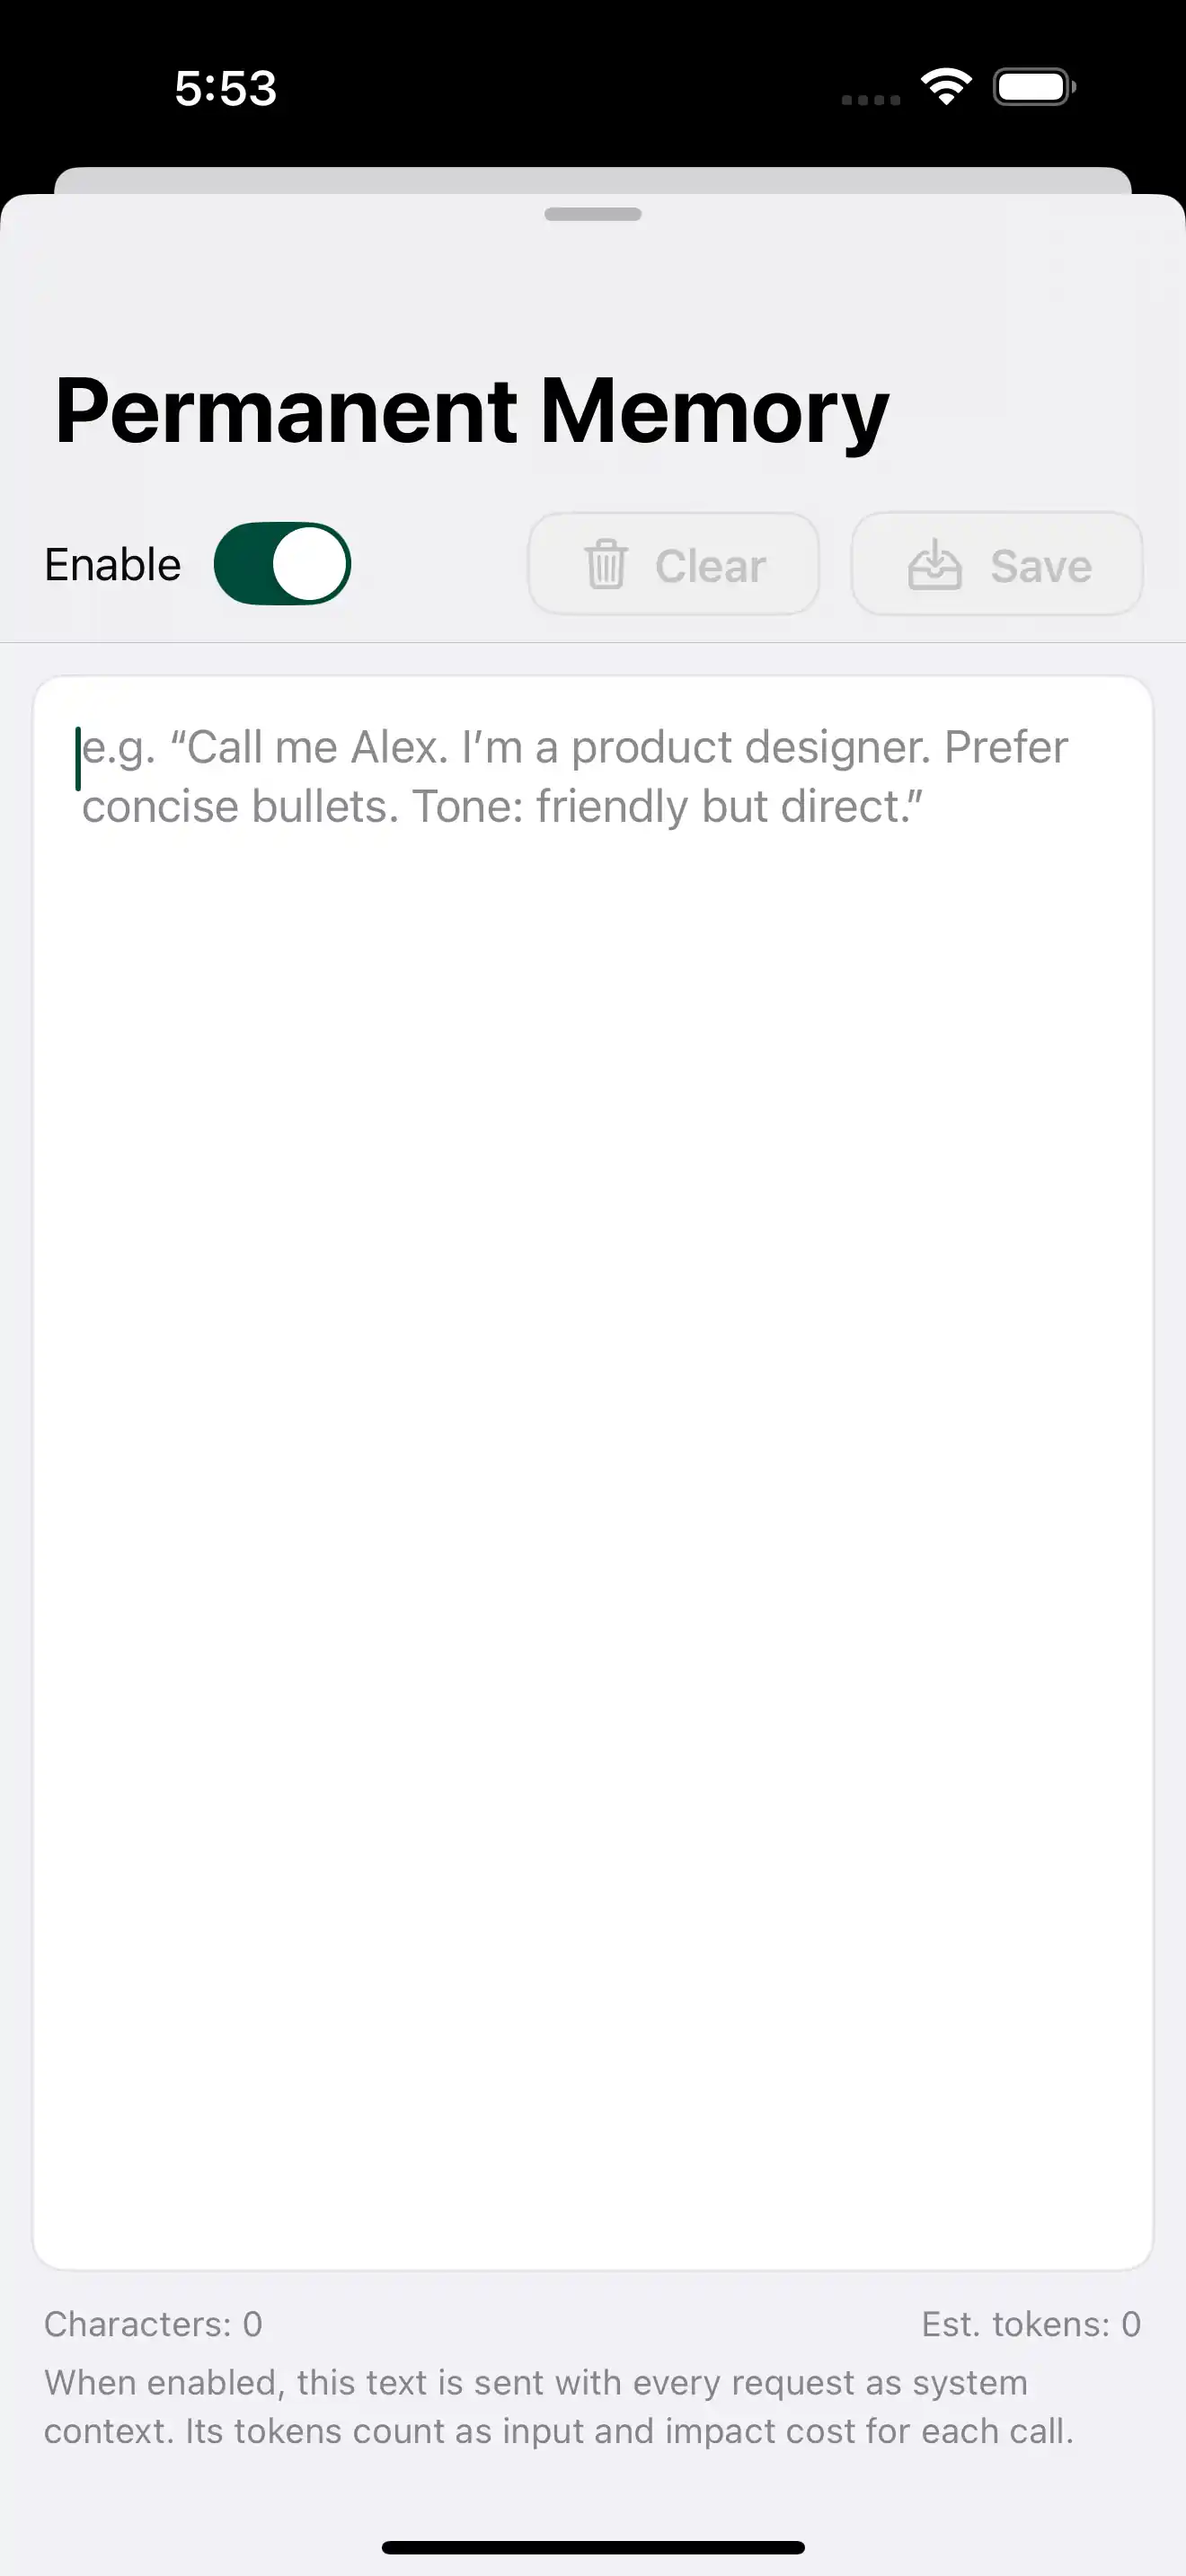 5:53
Permanent Memory
Enable
Clear
Save
e.g. “Call me Alex. I’m a product designer. Prefer
concise bullets. Tone: friendly but direct.”
Characters: 0
Est. tokens: 0
When enabled, this text is sent with every request as system
context. Its tokens count as input and impact cost for each call.